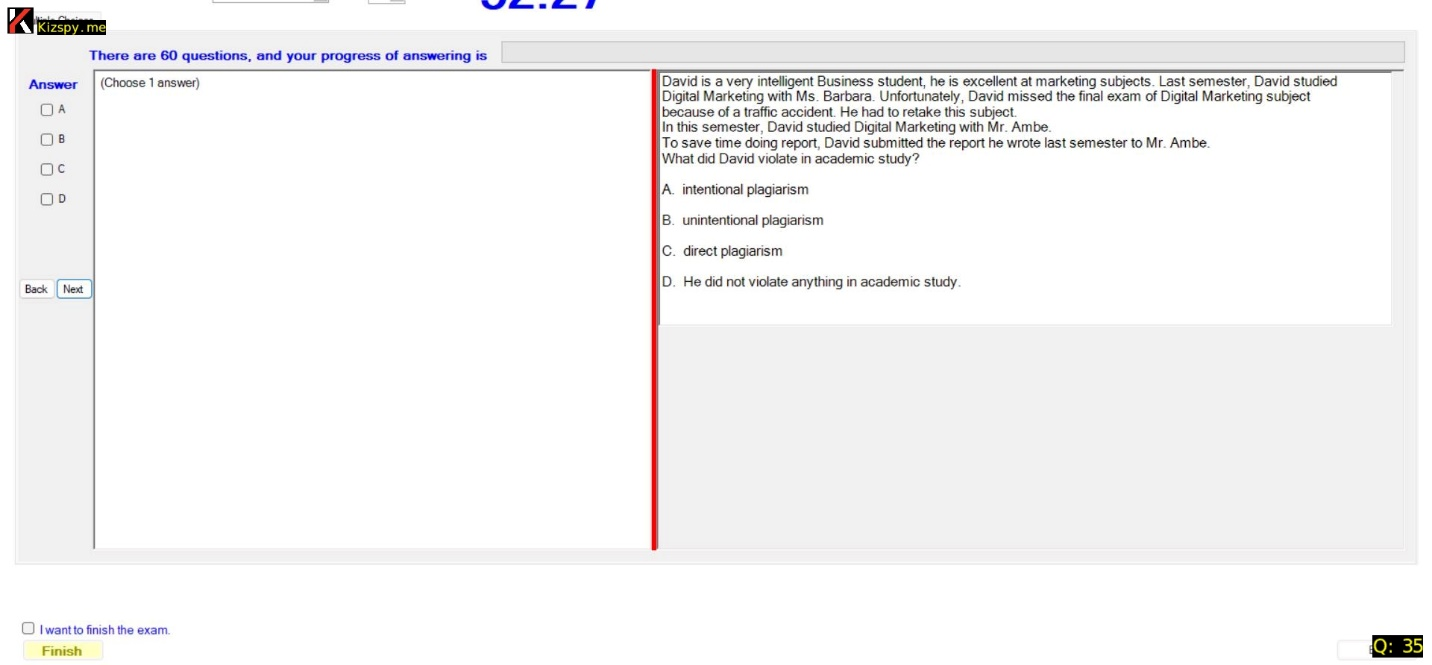 Kizspy.me
There are 60 questions, and your progress of answering is
Answer
(Choose 1 answer)
A
B
C
D
Back
Next
David is a very intelligent Business student, he is excellent at marketing subjects. Last semester, David studied
Digital Marketing with Ms. Barbara. Unfortunately, David missed the final exam of Digital Marketing subject
because of a traffic accident. He had to retake this subject.
In this semester, David studied Digital Marketing with Mr. Ambe.
To save time doing report, David submitted the report he wrote last semester to Mr. Ambe.
What did David violate in academic study?
A. intentional plagiarism
B. unintentional plagiarism
C. direct plagiarism
D. He did not violate anything in academic study.
I want to finish the exam.
Finish
Q: 35